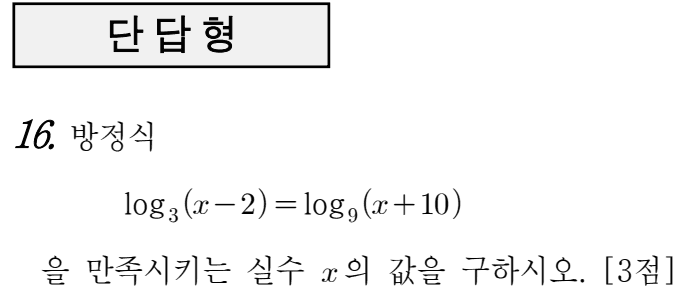 단답형
16. 방정식
log₃(x−2)=log₉(x+10)
을 만족시키는 실수 x의 값을 구하시오. [3점]